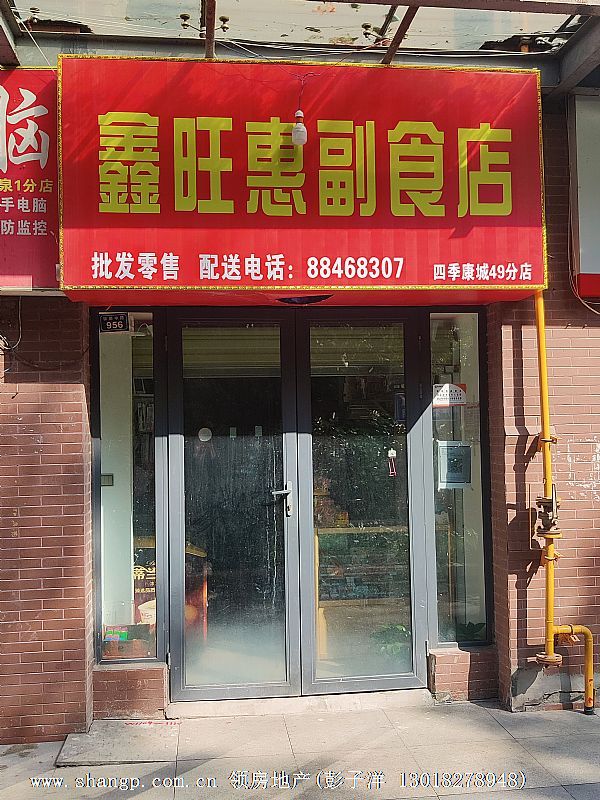 脑
泉1分店
手电脑
防监控、
鑫旺惠副食店
批发零售 配送电话：88468307 四季康城49分店
956
www.shangp.com.cn 领房地产(彭子洋 13018278948)